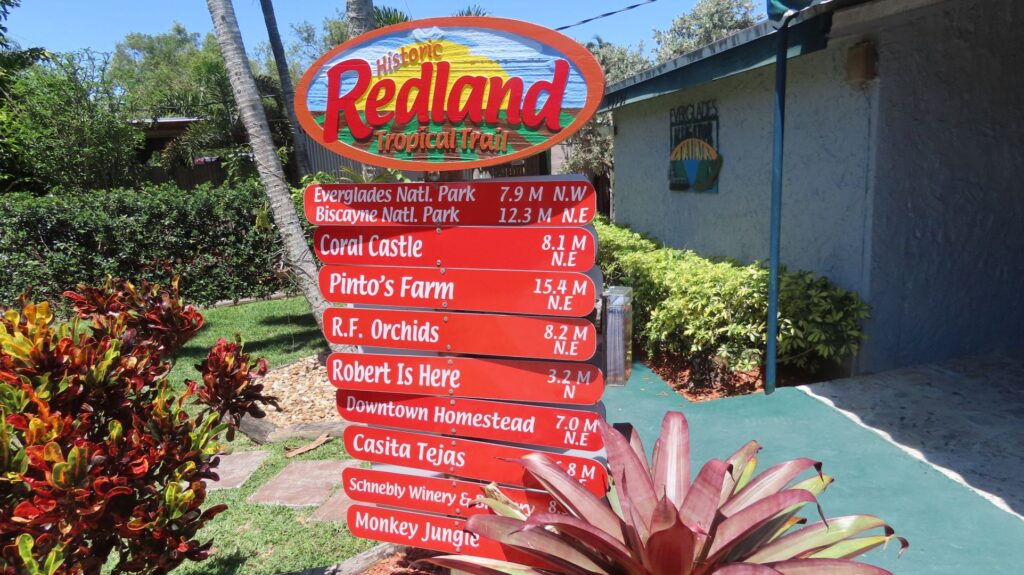 Historic
Redland
Tropical Trail
Everglades Natl. Park 7.9 M N.W
Biscayne Natl. Park 12.3 M N.E
Coral Castle 8.1 M
N.E
Pinto's Farm 15.4 M
N.E
R.F. Orchids 8.2 M
N.E
Robert Is Here 3.2 M
N
Downtown Homestead 7.0 M
N.E
Casita Tejas .8 M
N.E
Schnebly Winery &
Monkey Jungle
EVERGLADES